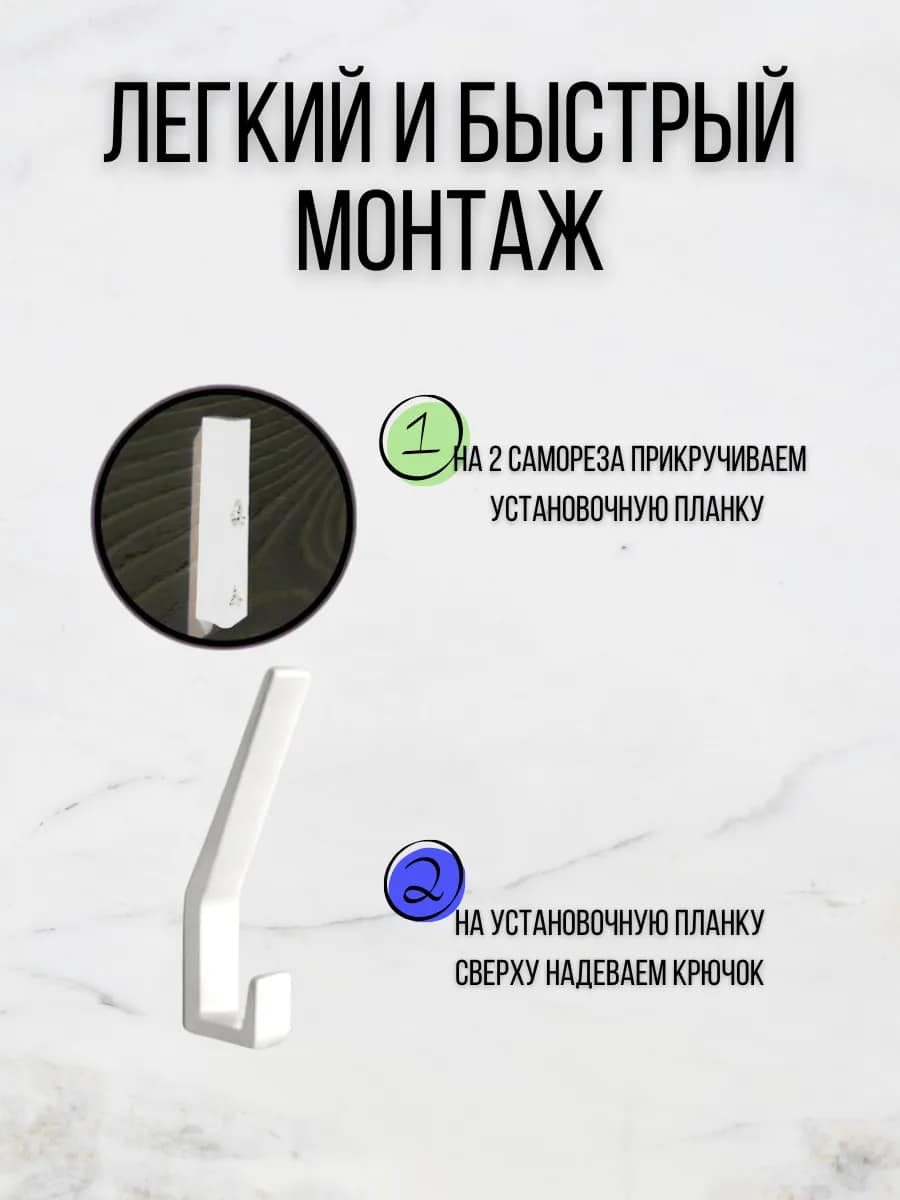 ЛЕГКИЙ И БЫСТРЫЙ
МОНТАЖ
1
НА 2 САМОРЕЗА ПРИКРУЧИВАЕМ
УСТАНОВОЧНУЮ ПЛАНКУ
2
НА УСТАНОВОЧНУЮ ПЛАНКУ
СВЕРХУ НАДЕВАЕМ КРЮЧОК